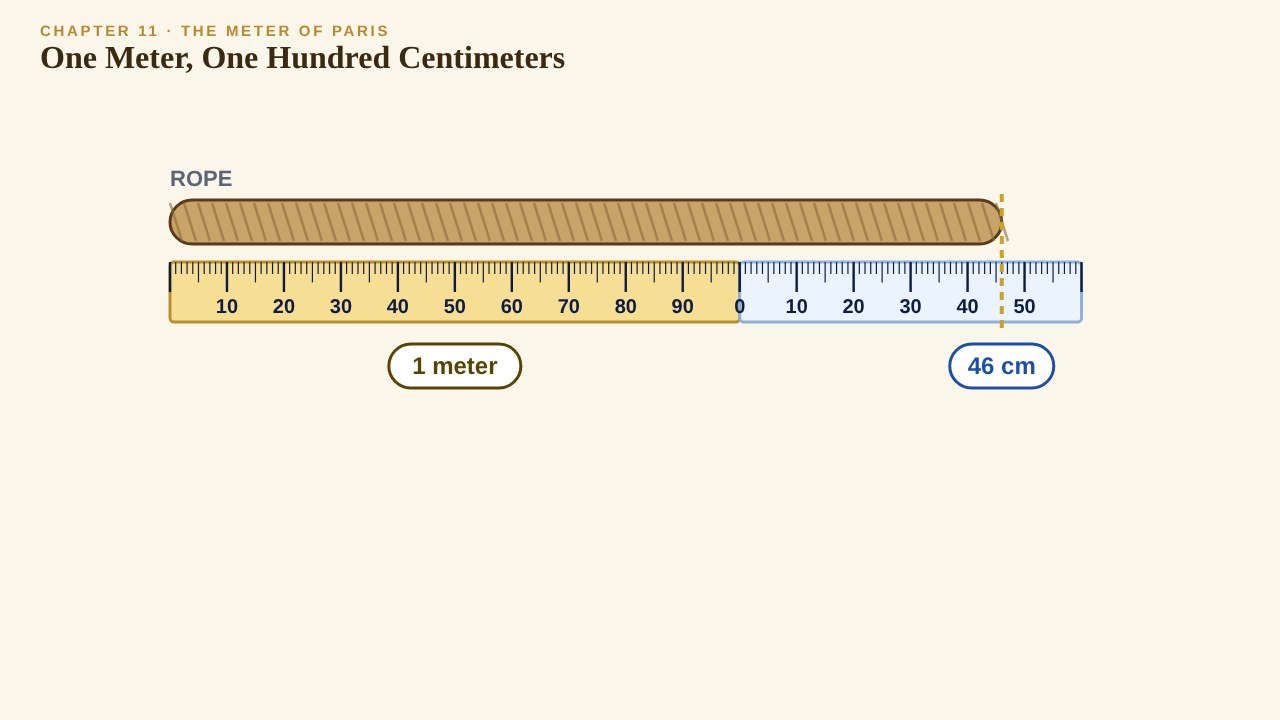 CHAPTER 11 · THE METER OF PARIS
One Meter, One Hundred Centimeters
ROPE
10 20 30 40 50 60 70 80 90 0 10 20 30 40 50
1 meter 46 cm